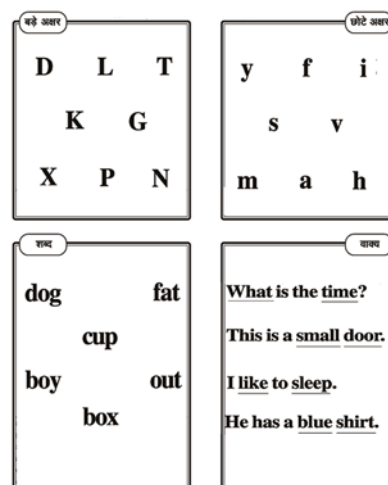 बड़े अक्षर
D L T
K G
X P N
छोटे अक्षर
y f i
s v
m a h
शब्द
dog fat
cup
boy out
box
वाक्य
What is the time?
This is a small door.
I like to sleep.
He has a blue shirt.